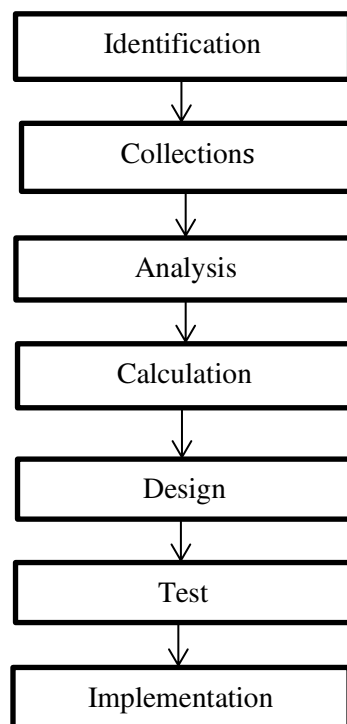 Identification
Collections
Analysis
Calculation
Design
Test
Implementation